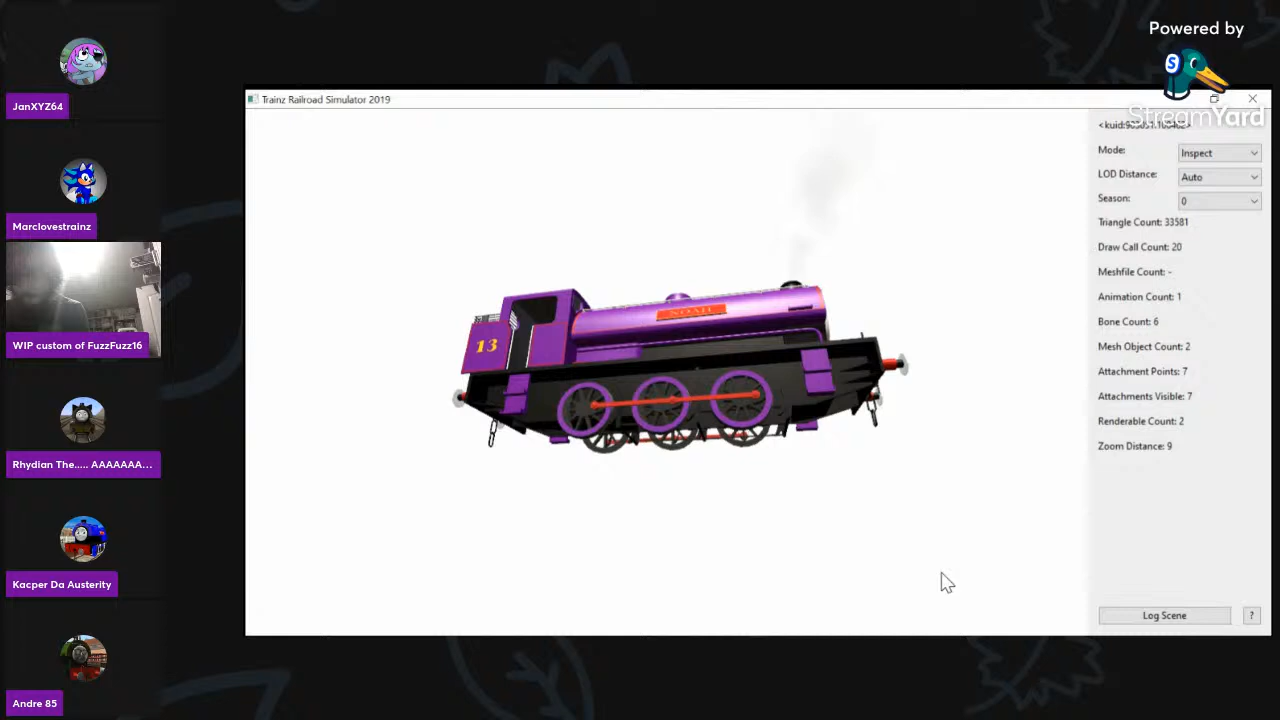 Powered by
StreamYard
JanXYZ64
Marclovestrainz
WIP custom of FuzzFuzz16
Rhydian The..... AAAAAAA...
Kacper Da Austerity
Andre 85
Trainz Railroad Simulator 2019
NOAH
13
Mode: Inspect
LOD Distance: Auto
Season: 0
Triangle Count: 33581
Draw Call Count: 20
Meshfile Count: -
Animation Count: 1
Bone Count: 6
Mesh Object Count: 2
Attachment Points: 7
Attachments Visible: 7
Renderable Count: 2
Zoom Distance: 9
Log Scene ?